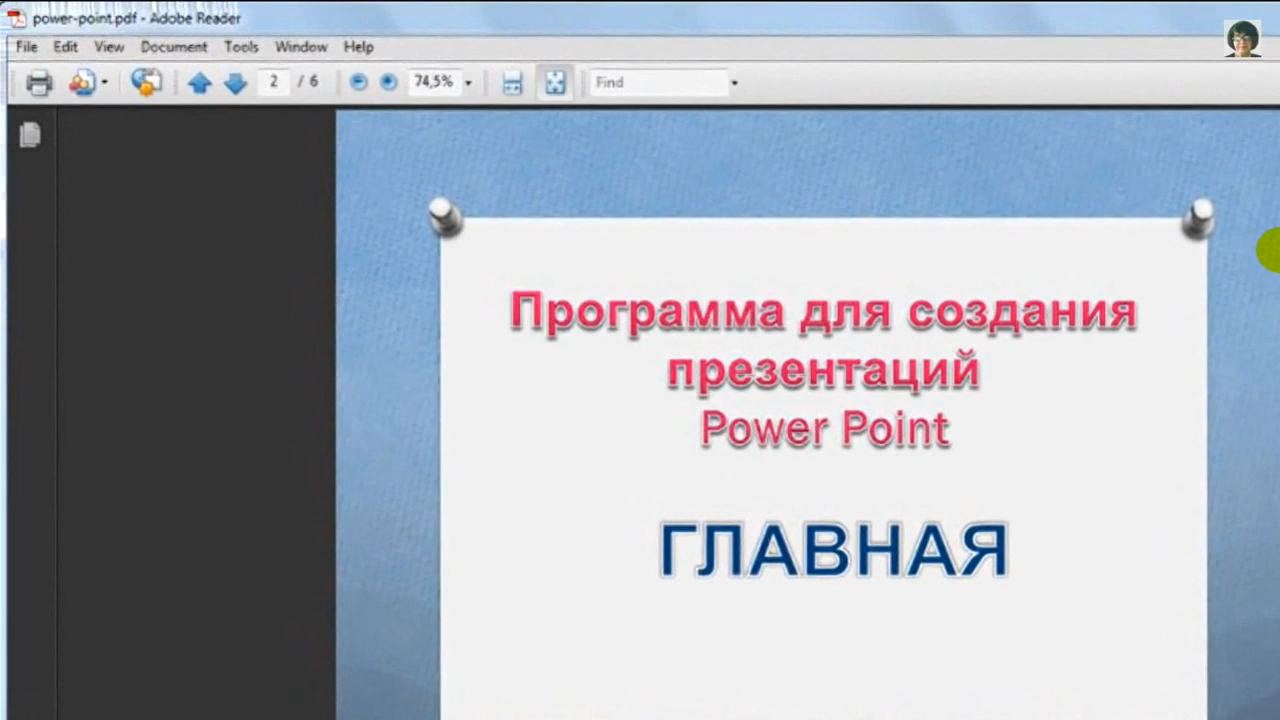 power-point.pdf - Adobe Reader
File Edit View Document Tools Window Help
2 / 6 74,5% Find
Программа для создания
презентаций
Power Point
ГЛАВНАЯ